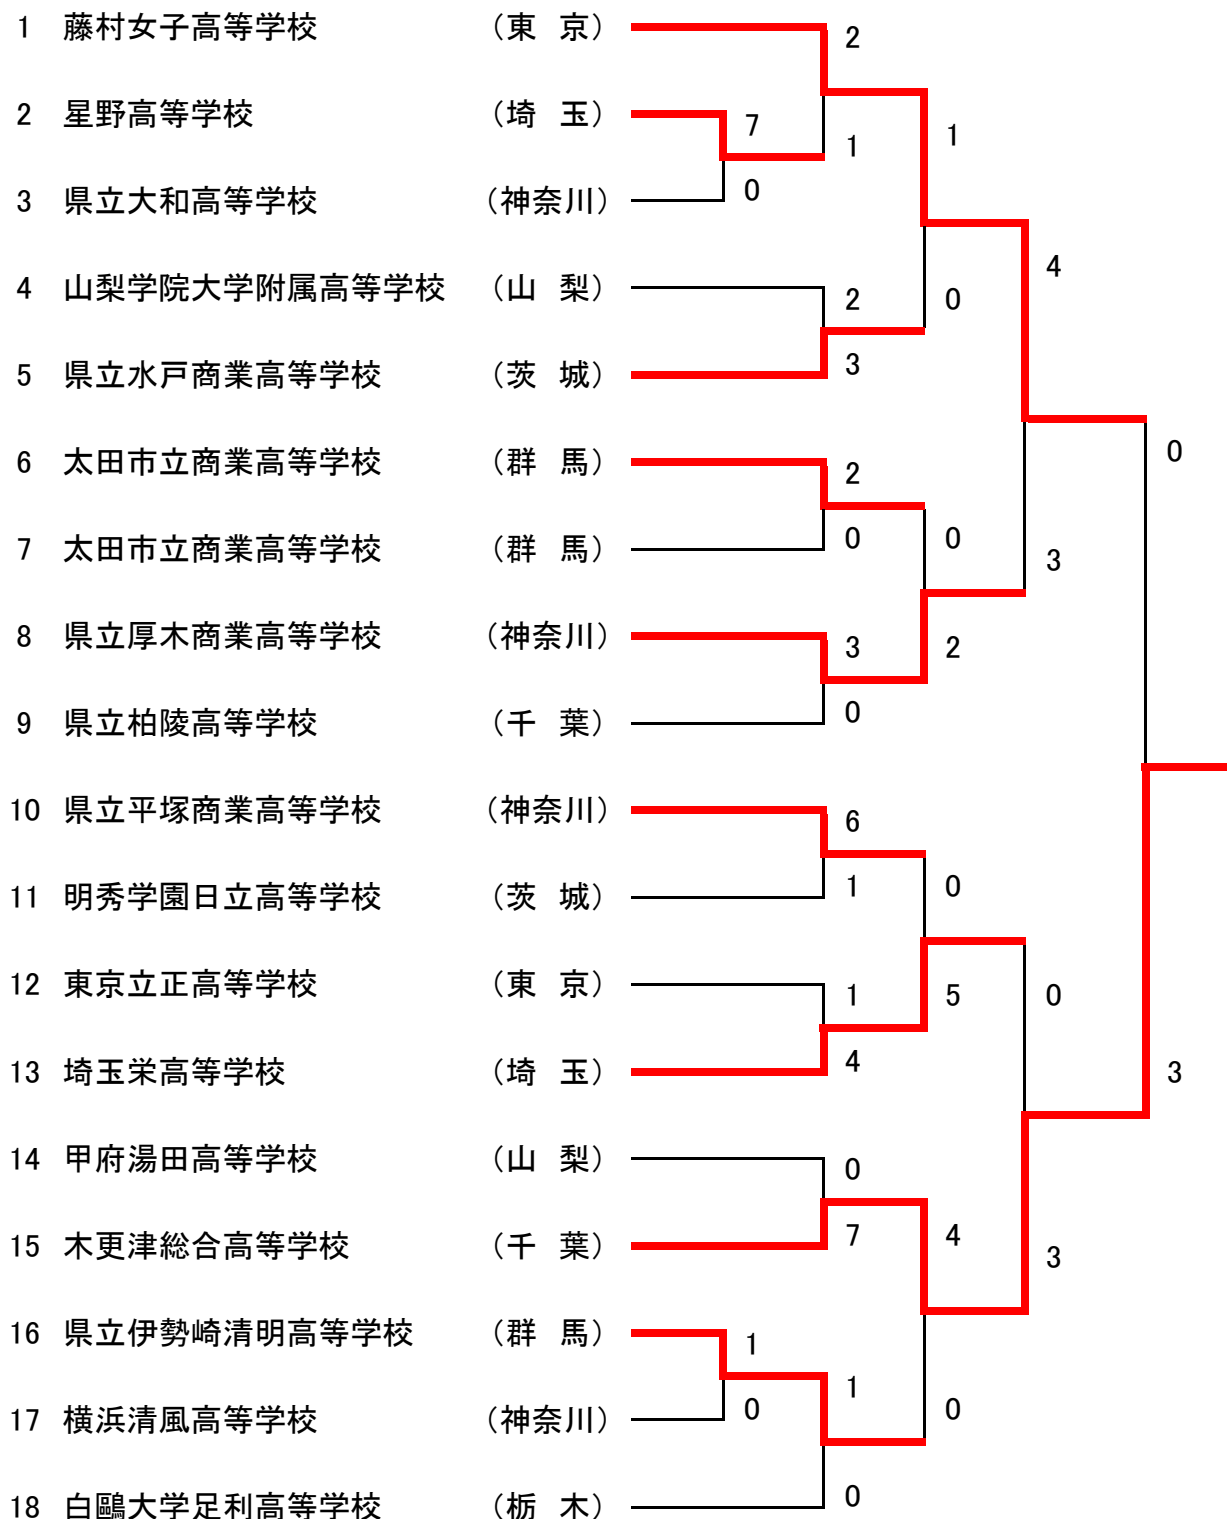 1 藤村女子高等学校 （東 京） 2
2 星野高等学校 （埼 玉） 7
1 1
3 県立大和高等学校 （神奈川） 0
4
4 山梨学院大学附属高等学校 （山 梨） 2 0
5 県立水戸商業高等学校 （茨 城） 3
6 太田市立商業高等学校 （群 馬） 2 0
7 太田市立商業高等学校 （群 馬） 0 0
3
8 県立厚木商業高等学校 （神奈川） 3 2
9 県立柏陵高等学校 （千 葉） 0
10 県立平塚商業高等学校 （神奈川） 6
11 明秀学園日立高等学校 （茨 城） 1 0
12 東京立正高等学校 （東 京） 1 5 0
13 埼玉栄高等学校 （埼 玉） 4 3
14 甲府湯田高等学校 （山 梨） 0
15 木更津総合高等学校 （千 葉） 7 4 3
16 県立伊勢崎清明高等学校 （群 馬） 1
1
17 横浜清風高等学校 （神奈川） 0 0
18 白鷗大学足利高等学校 （栃 木） 0